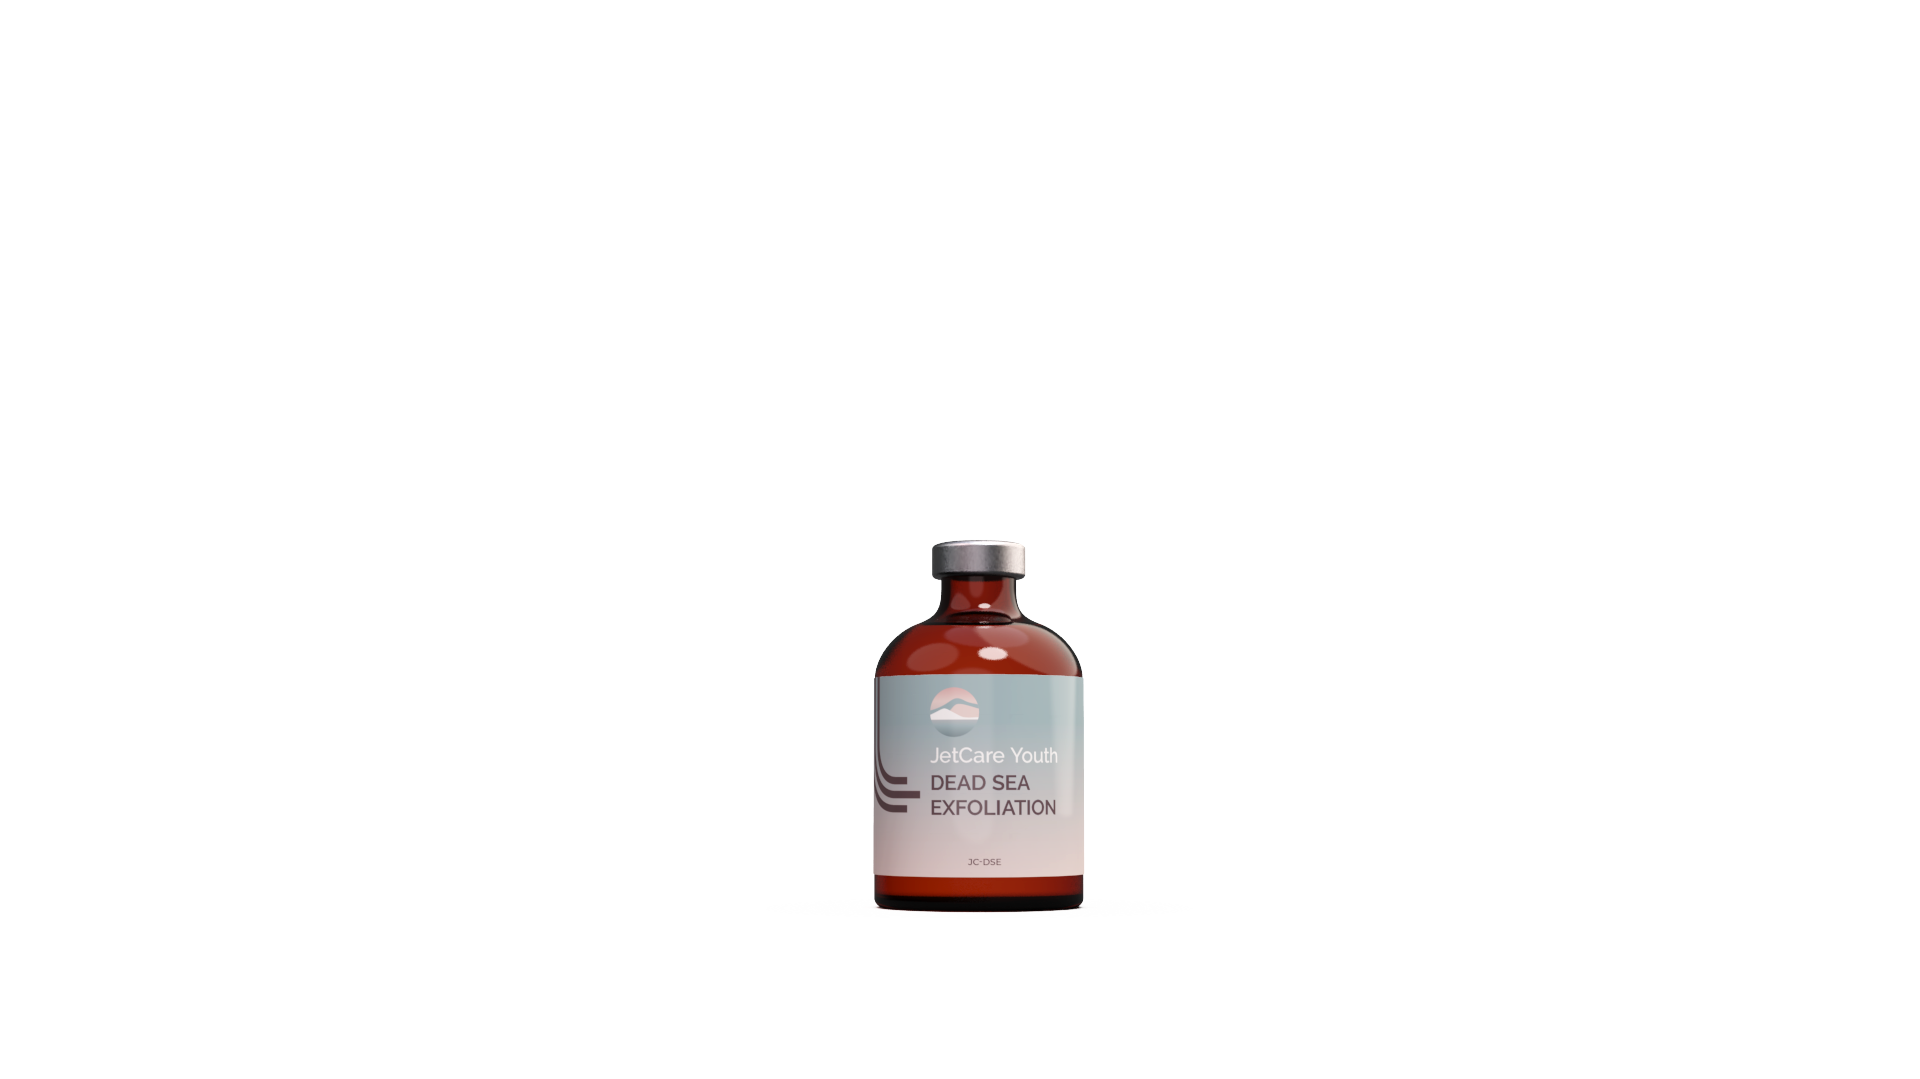 JetCare Youth
DEAD SEA
EXFOLIATION
JC-DSE